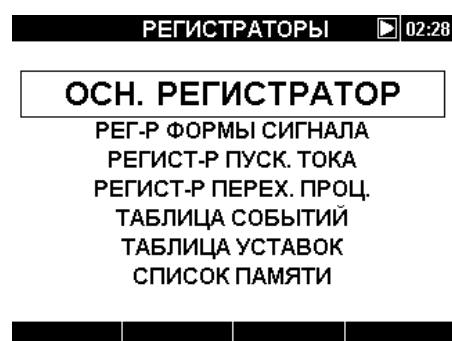 РЕГИСТРАТОРЫ 02:28
ОСН. РЕГИСТРАТОР
РЕГ-Р ФОРМЫ СИГНАЛА
РЕГИСТ-Р ПУСК. ТОКА
РЕГИСТ-Р ПЕРЕХ. ПРОЦ.
ТАБЛИЦА СОБЫТИЙ
ТАБЛИЦА УСТАВОК
СПИСОК ПАМЯТИ